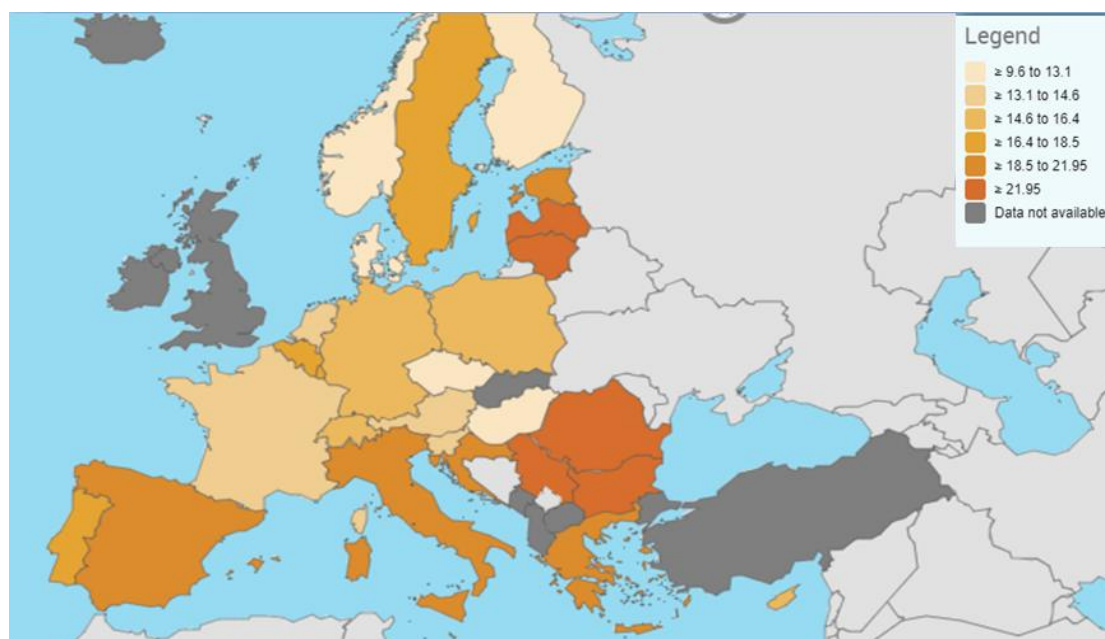 Legend
≥ 9.6 to 13.1
≥ 13.1 to 14.6
≥ 14.6 to 16.4
≥ 16.4 to 18.5
≥ 18.5 to 21.95
≥ 21.95
Data not available